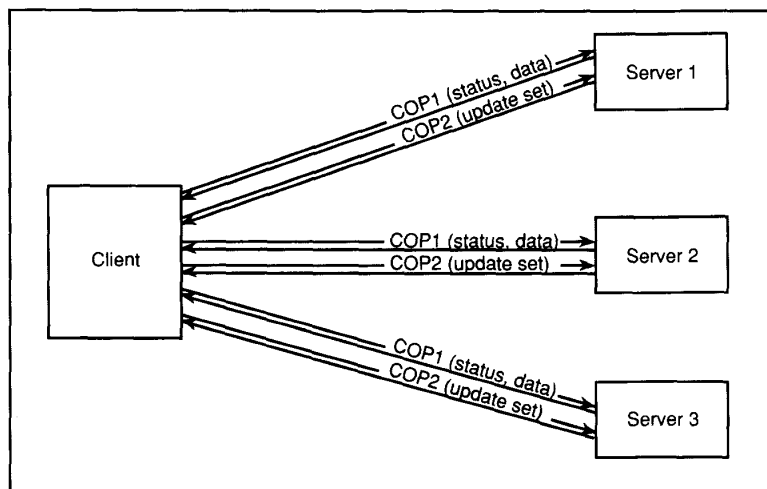 COP1 (status, data)
COP2 (update set)
Server 1
Client
COP1 (status, data)
COP2 (update set)
Server 2
COP1 (status, data)
COP2 (update set)
Server 3